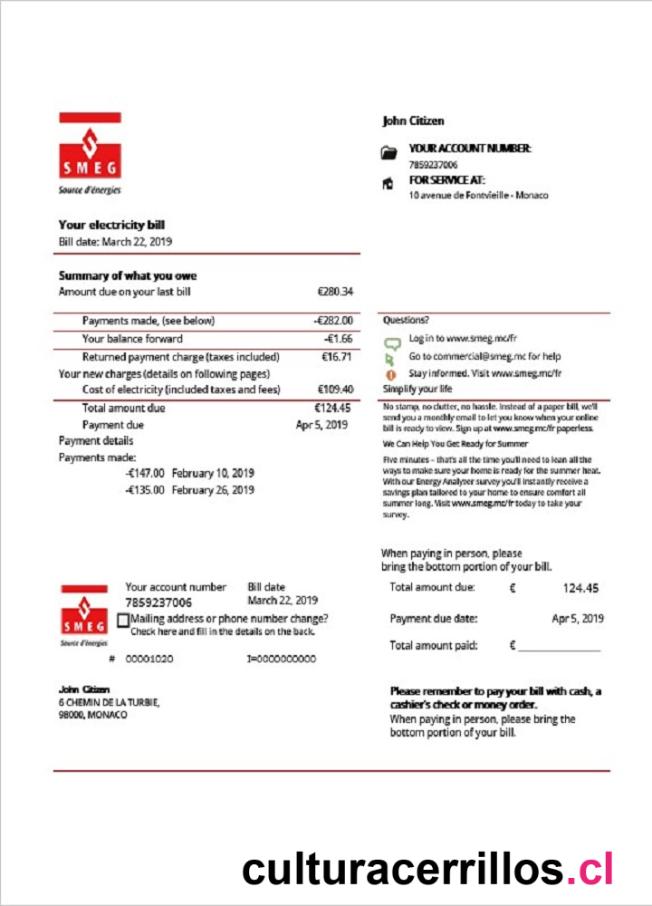 SMEG
Source d'énergies
John Citizen
YOUR ACCOUNT NUMBER:
7859237006
FOR SERVICE AT:
10 avenue de Fontvieille - Monaco
Your electricity bill
Bill date: March 22, 2019
Summary of what you owe
Amount due on your last bill €280.34
Payments made, (see below) -€282.00
Your balance forward -€1.66
Returned payment charge (taxes included) €16.71
Your new charges (details on following pages)
Cost of electricity (included taxes and fees) €109.40
Total amount due €124.45
Payment due Apr 5, 2019
Payment details
Payments made:
-€147.00 February 10, 2019
-€135.00 February 26, 2019
Questions?
Log in to www.smeg.mc/fr
Go to commercial@smeg.mc for help
Stay informed. Visit www.smeg.mc/fr
Simplify your life
No stamp, no clutter, no hassle. Instead of a paper bill, we'll
send you a monthly email to let you know when your online
bill is ready to view. Sign up at www.smeg.mc/fr paperless.
We Can Help You Get Ready for Summer
Five minutes – that's all the time you'll need to lean all the
ways to make sure your home is ready for the summer heat.
With our Energy Analyzer survey you'll instantly receive a
savings plan tailored to your home to ensure comfort all
summer long. Visit www.smeg.mc/fr today to take your
survey.
When paying in person, please
bring the bottom portion of your bill.
SMEG
Source d'énergies
Your account number Bill date
7859237006 March 22, 2019
Mailing address or phone number change?
Check here and fill in the details on the back.
# 00001020 I=0000000000
Total amount due: € 124.45
Payment due date: Apr 5, 2019
Total amount paid: €
John Citizen
6 CHEMIN DE LA TURBIE,
98000, MONACO
Please remember to pay your bill with cash, a
cashier's check or money order.
When paying in person, please bring the
bottom portion of your bill.
culturacerrillos.cl